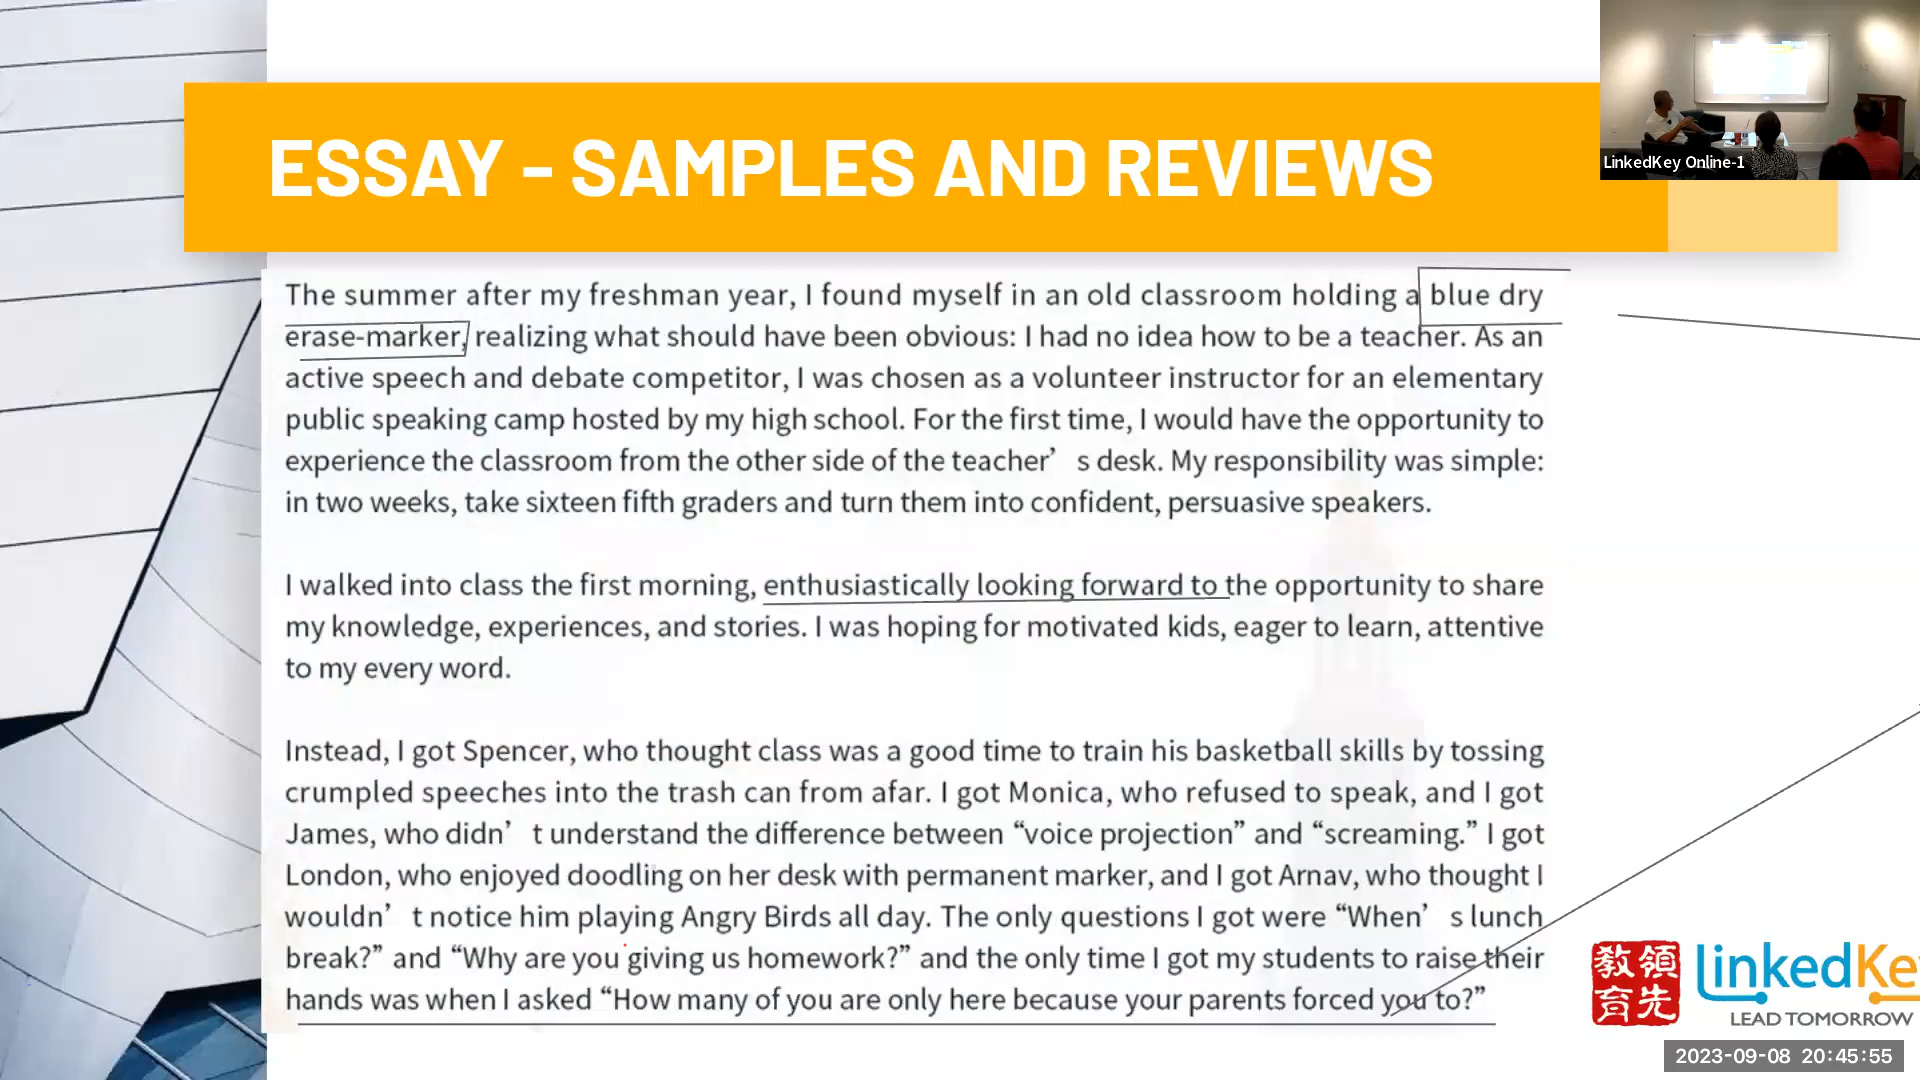 ESSAY - SAMPLES AND REVIEWS
LinkedKey Online-1
The summer after my freshman year, I found myself in an old classroom holding a blue dry
erase-marker, realizing what should have been obvious: I had no idea how to be a teacher. As an
active speech and debate competitor, I was chosen as a volunteer instructor for an elementary
public speaking camp hosted by my high school. For the first time, I would have the opportunity to
experience the classroom from the other side of the teacher’ s desk. My responsibility was simple:
in two weeks, take sixteen fifth graders and turn them into confident, persuasive speakers.
I walked into class the first morning, enthusiastically looking forward to the opportunity to share
my knowledge, experiences, and stories. I was hoping for motivated kids, eager to learn, attentive
to my every word.
Instead, I got Spencer, who thought class was a good time to train his basketball skills by tossing
crumpled speeches into the trash can from afar. I got Monica, who refused to speak, and I got
James, who didn’ t understand the difference between “voice projection” and “screaming.” I got
London, who enjoyed doodling on her desk with permanent marker, and I got Arnav, who thought I
wouldn’ t notice him playing Angry Birds all day. The only questions I got were “When’ s lunch
break?” and “Why are you giving us homework?” and the only time I got my students to raise their
hands was when I asked “How many of you are only here because your parents forced you to?”
教領
育先
LinkedKe
LEAD TOMORROW
2023-09-08 20:45:55